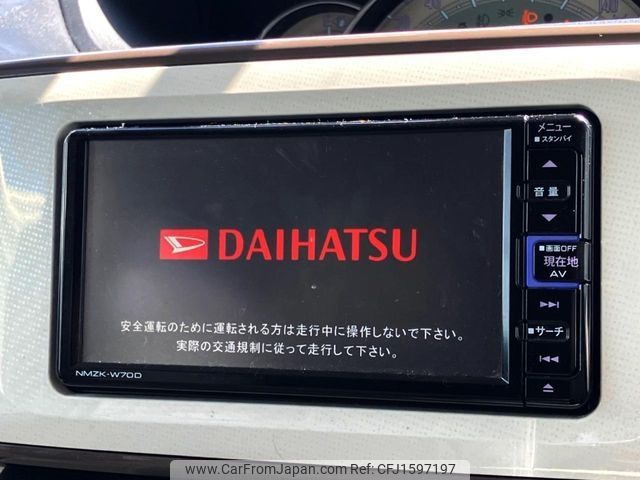 メニュー
■スタンバイ
音量
■画面OFF
現在地
AV
■サーチ
DAIHATSU
安全運転のために運転される方は走行中に操作しないで下さい。
実際の交通規制に従って走行して下さい。
NMZK-W70D
www.CarFromJapan.com CFJ1597197